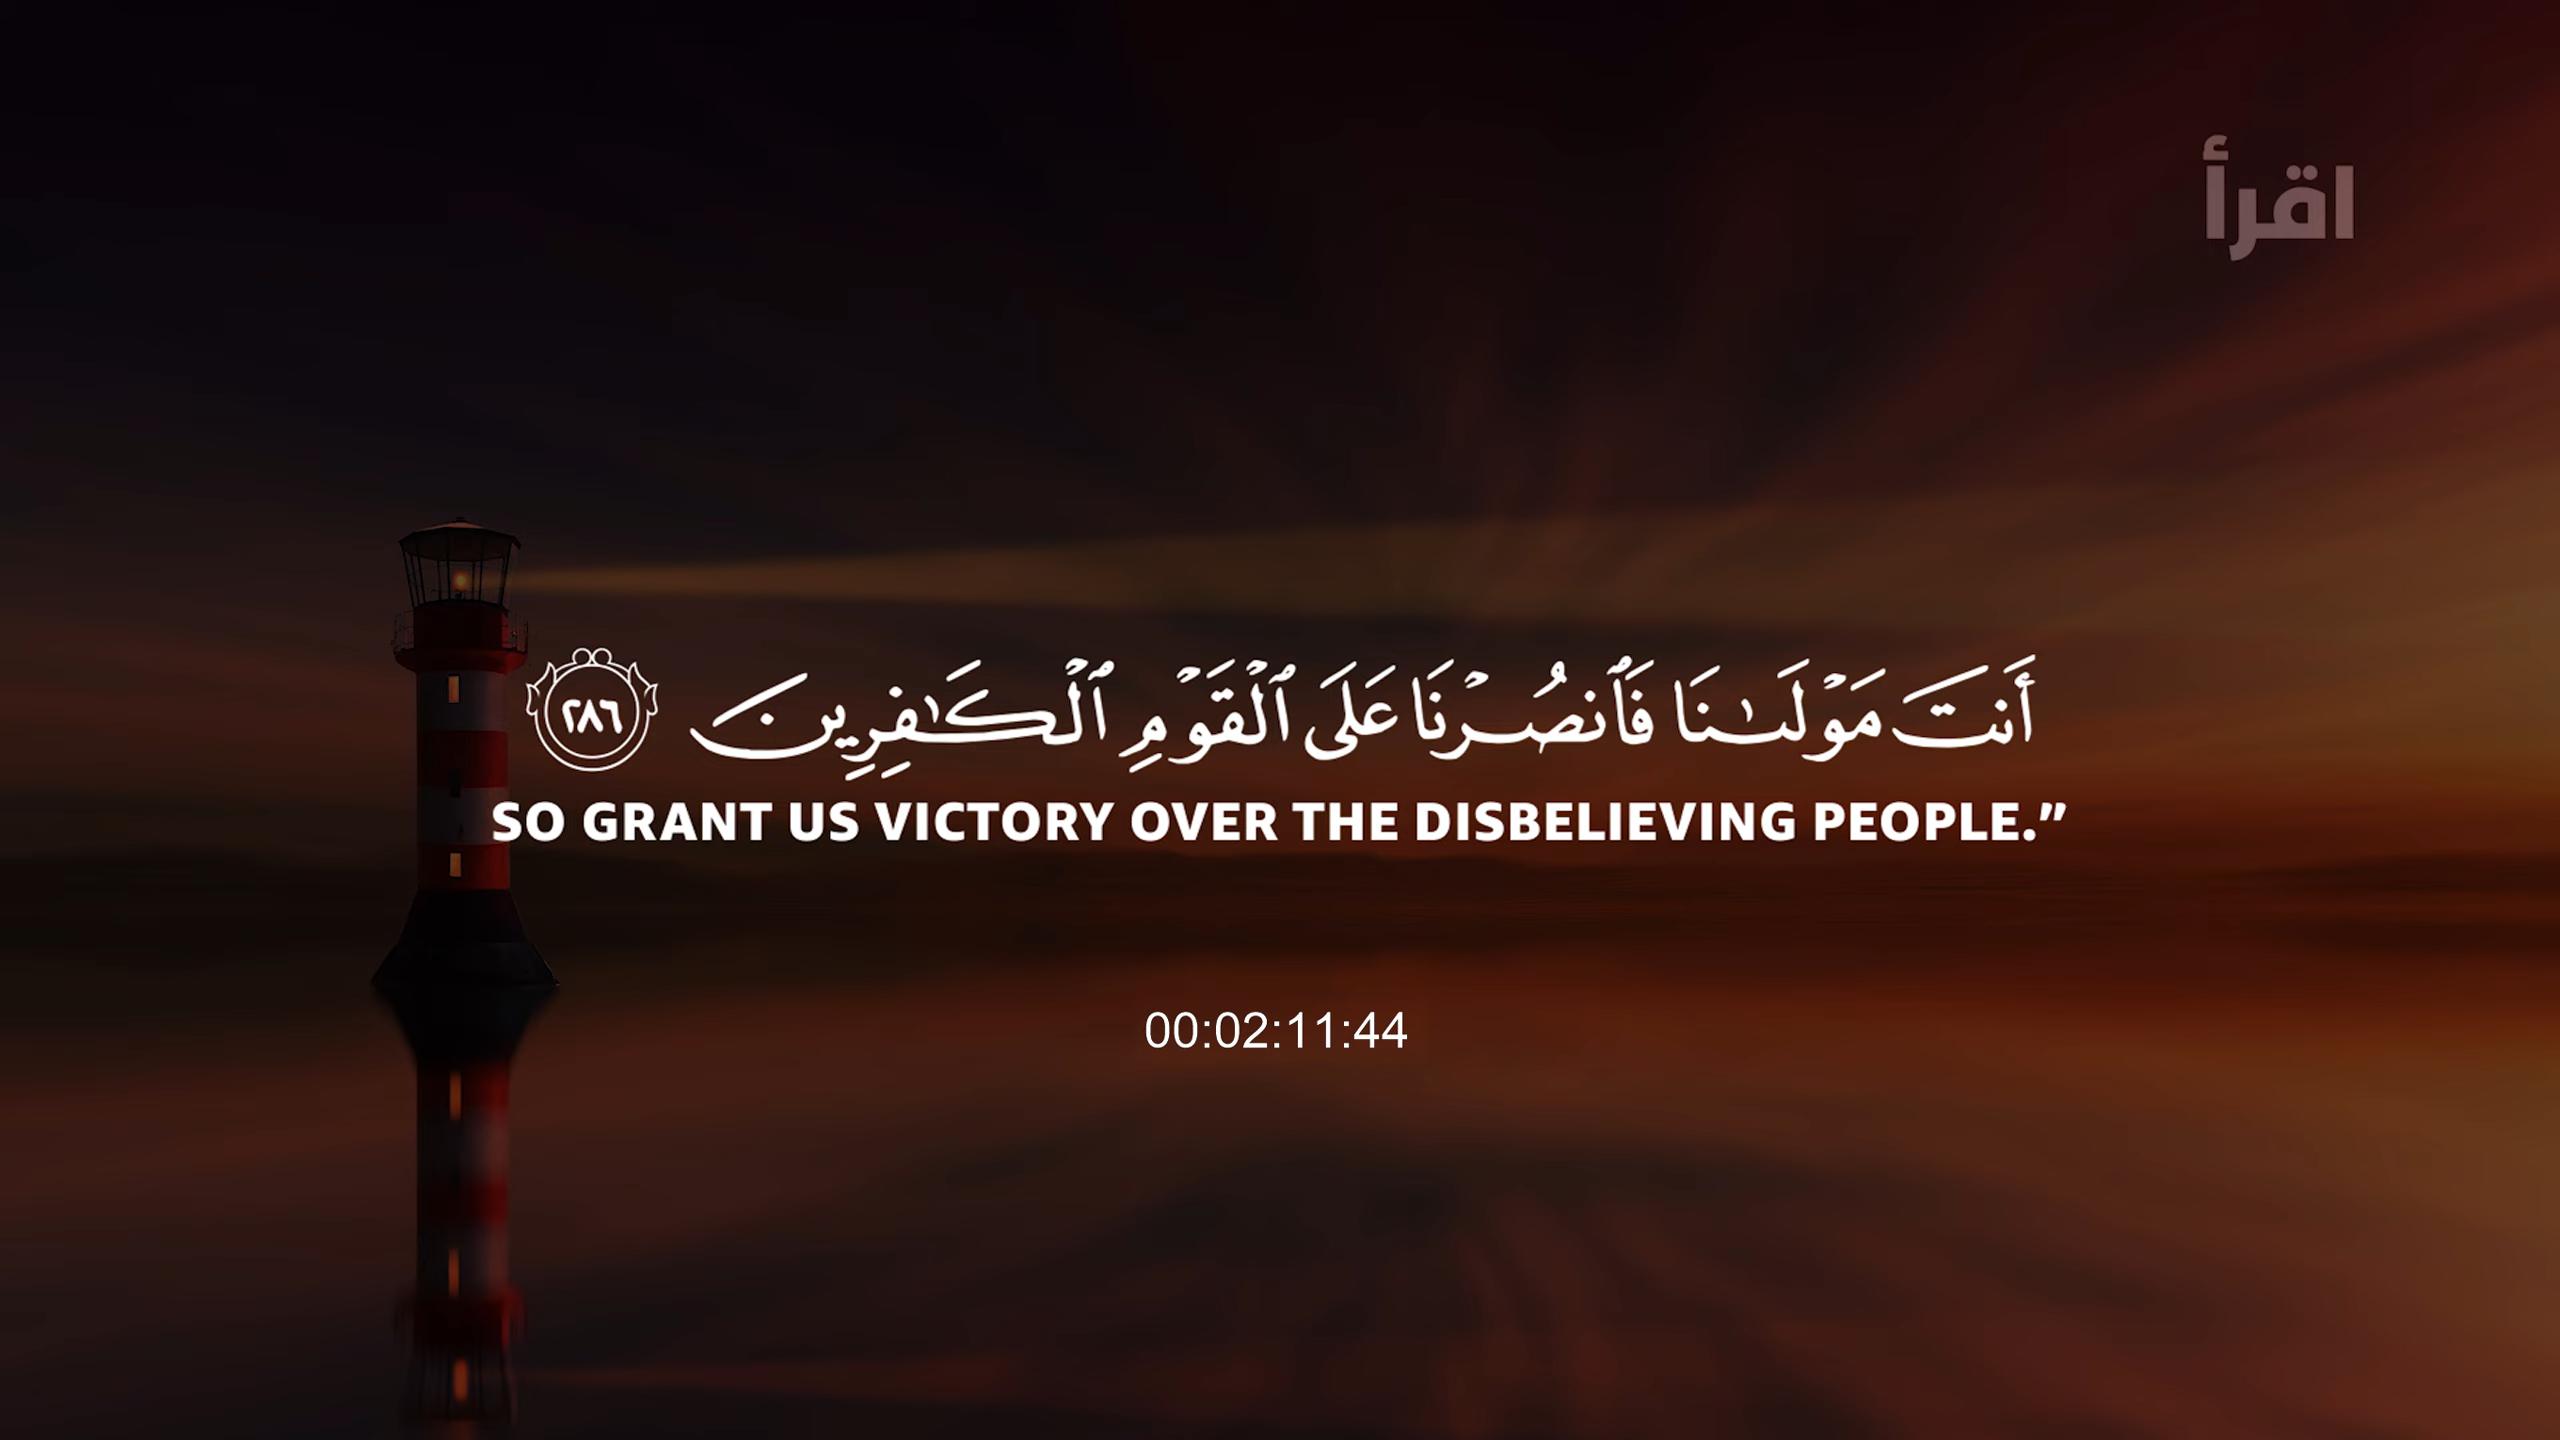 اقرأ
أَنتَ مَوْلَىٰنَا فَٱنصُرْنَا عَلَى ٱلْقَوْمِ ٱلْكَـٰفِرِينَ ٢٨٦
SO GRANT US VICTORY OVER THE DISBELIEVING PEOPLE.”
00:02:11:44